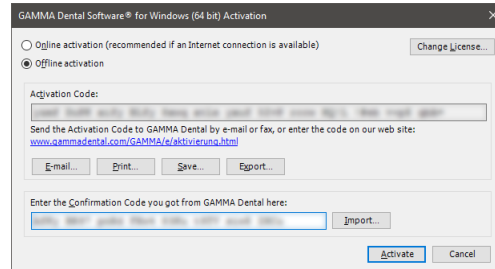 GAMMA Dental Software® for Windows (64 bit) Activation
Online activation (recommended if an Internet connection is available)
Change License...
Offline activation
Activation Code:
Send the Activation Code to GAMMA Dental by e-mail or fax, or enter the code on our web site:
www.gammadental.com/GAMMA/e/aktivierung.html
E-mail... Print... Save... Export...
Enter the Confirmation Code you got from GAMMA Dental here:
Import...
Activate Cancel